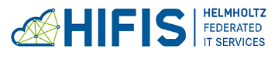 HIFIS
HELMHOLTZ
FEDERATED
IT SERVICES